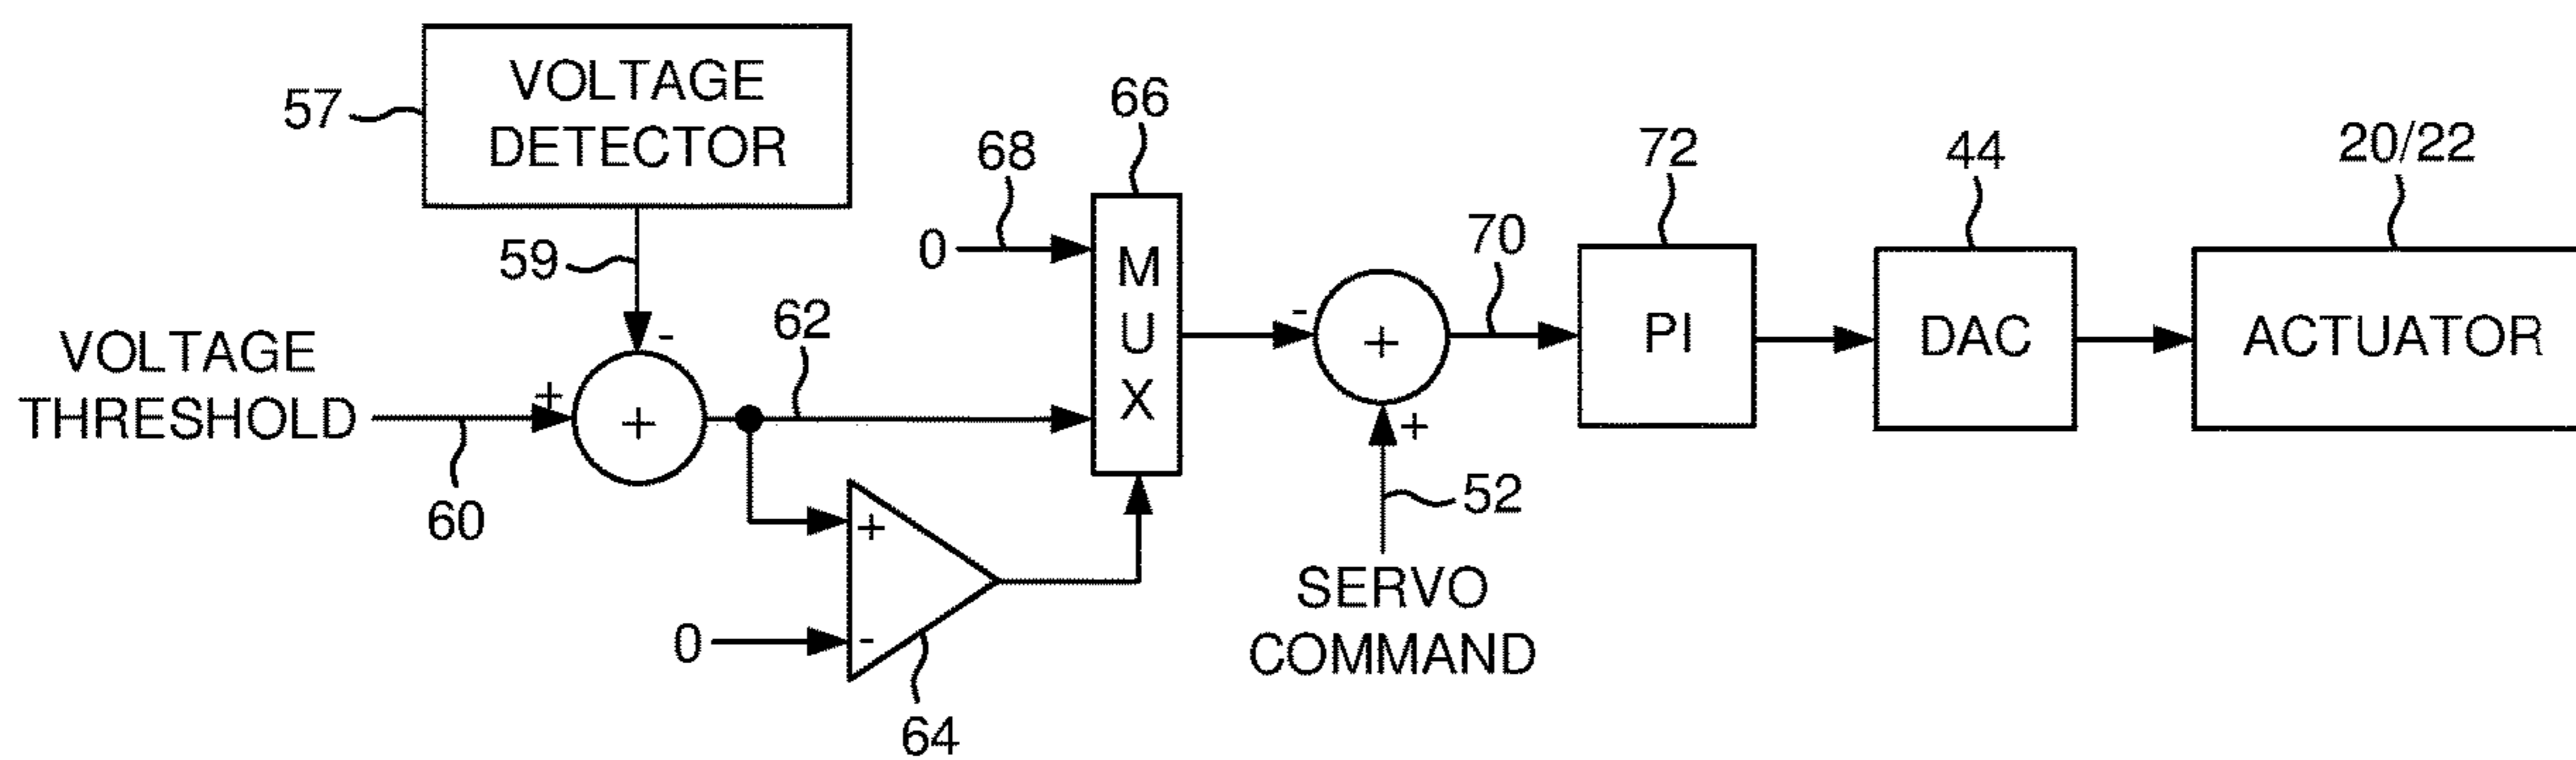 57
VOLTAGE
DETECTOR
59
-
VOLTAGE
THRESHOLD
60
+
+
62
+
-
0
64
0
68
66
M
U
X
-
+
+
52
SERVO
COMMAND
70
72
PI
44
DAC
20/22
ACTUATOR